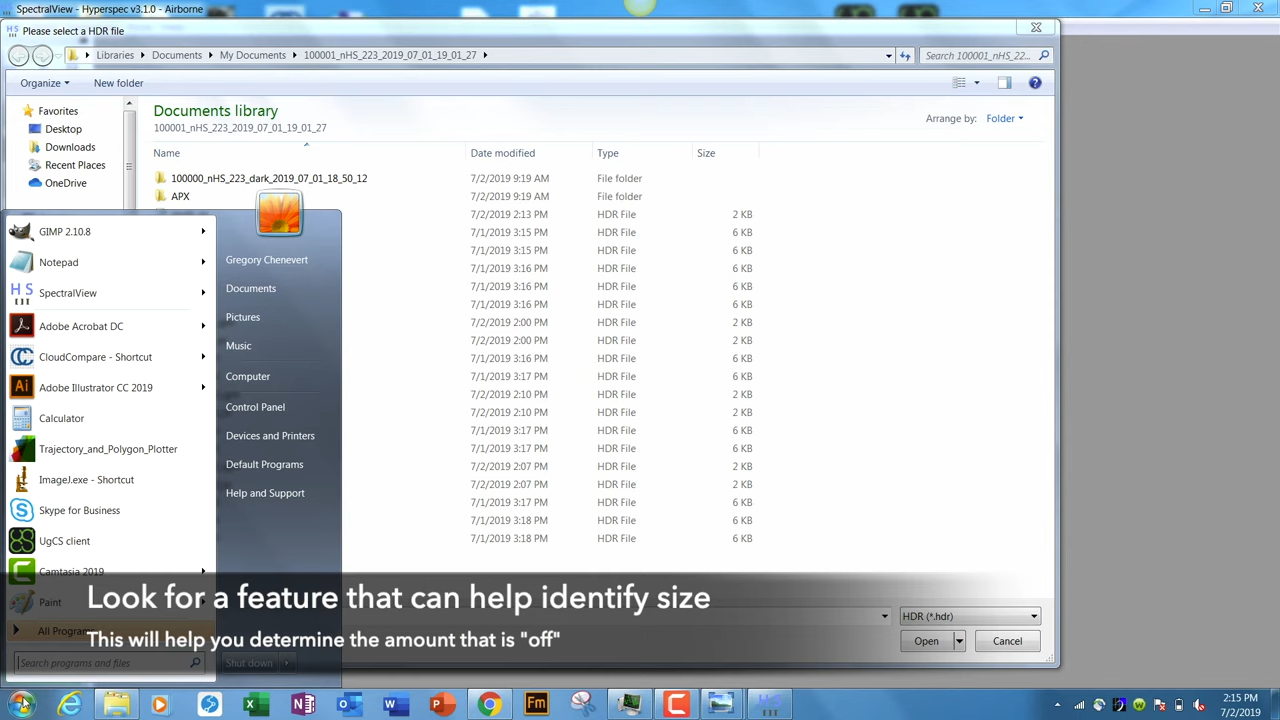 SpectralView - Hyperspec v3.1.0 - Airborne
Please select a HDR file
Libraries Documents My Documents 100001_nHS_223_2019_07_01_19_01_27
Search 100001_nHS_22...
Organize New folder
Favorites
Desktop
Downloads
Recent Places
OneDrive
Documents library
100001_nHS_223_2019_07_01_19_01_27
Arrange by: Folder
Name Date modified Type Size
100000_nHS_223_dark_2019_07_01_18_50_12 7/2/2019 9:19 AM File folder
APX 7/2/2019 9:19 AM File folder
7/2/2019 2:13 PM HDR File 2 KB
7/1/2019 3:15 PM HDR File 6 KB
7/1/2019 3:15 PM HDR File 6 KB
7/1/2019 3:16 PM HDR File 6 KB
7/1/2019 3:16 PM HDR File 6 KB
7/1/2019 3:16 PM HDR File 6 KB
7/2/2019 2:00 PM HDR File 2 KB
7/2/2019 2:00 PM HDR File 2 KB
7/1/2019 3:16 PM HDR File 6 KB
7/1/2019 3:17 PM HDR File 6 KB
7/2/2019 2:10 PM HDR File 2 KB
7/2/2019 2:10 PM HDR File 2 KB
7/1/2019 3:17 PM HDR File 6 KB
7/1/2019 3:17 PM HDR File 6 KB
7/2/2019 2:07 PM HDR File 2 KB
7/2/2019 2:07 PM HDR File 2 KB
7/1/2019 3:17 PM HDR File 6 KB
7/1/2019 3:18 PM HDR File 6 KB
7/1/2019 3:18 PM HDR File 6 KB
GIMP 2.10.8
Notepad
SpectralView
Adobe Acrobat DC
CloudCompare - Shortcut
Adobe Illustrator CC 2019
Calculator
Trajectory_and_Polygon_Plotter
ImageJ.exe - Shortcut
Skype for Business
UgCS client
Camtasia 2019
Paint
All Programs
Search programs and files
Gregory Chenevert
Documents
Pictures
Music
Computer
Control Panel
Devices and Printers
Default Programs
Help and Support
Shut down
Look for a feature that can help identify size
This will help you determine the amount that is "off"
HDR (*.hdr)
Open Cancel
2:15 PM
7/2/2019